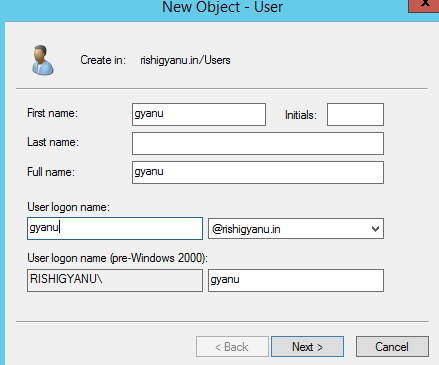 New Object - User
x
Create in: rishigyanu.in/Users
First name: gyanu Initials:
Last name:
Full name: gyanu
User logon name:
gyanu @rishigyanu.in
User logon name (pre-Windows 2000):
RISHIGYANU\ gyanu
< Back Next > Cancel